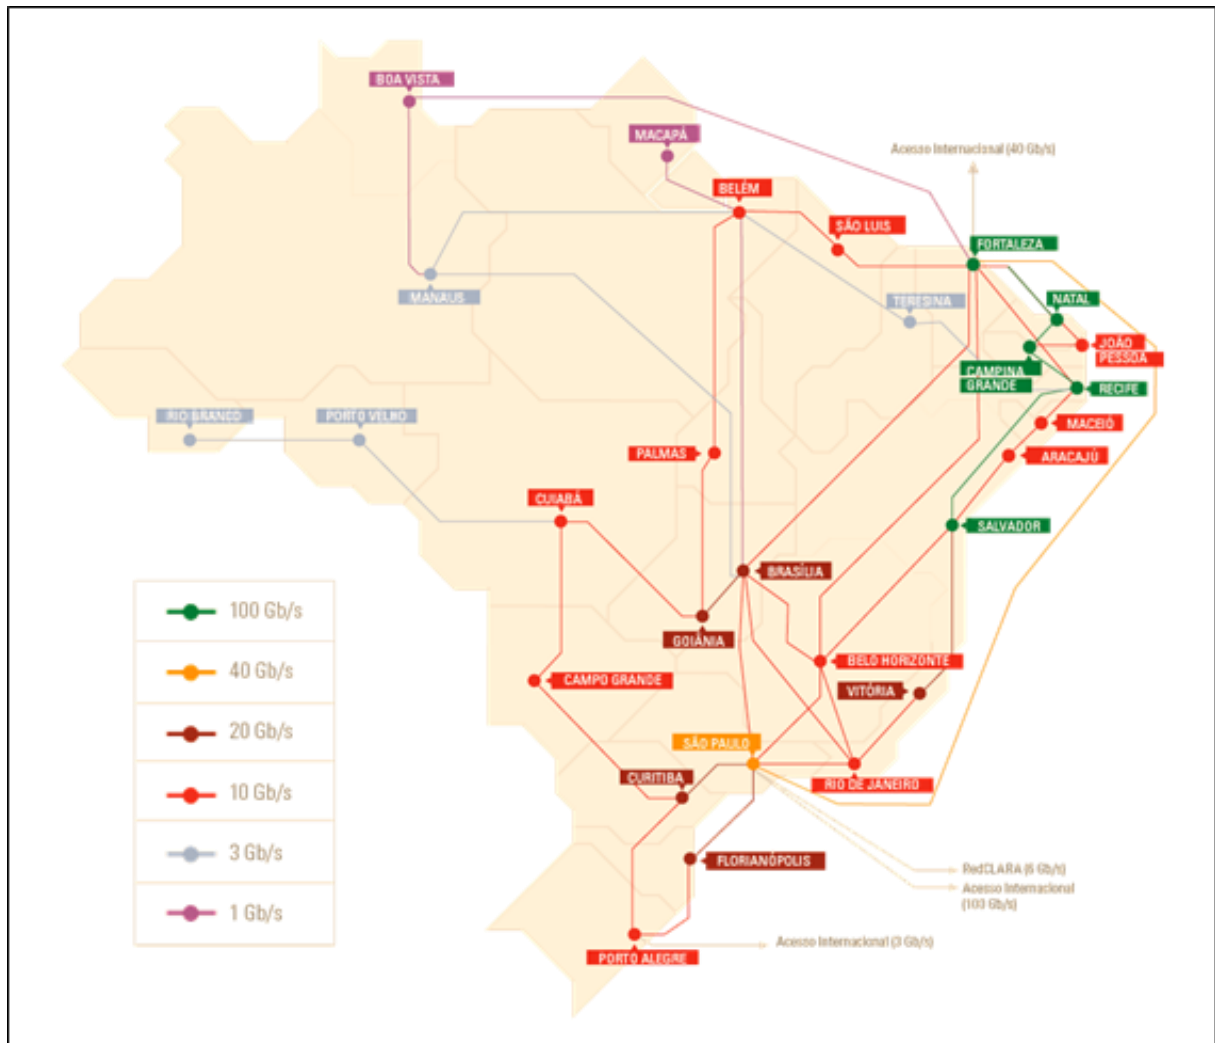 BOA VISTA
MACAPÁ
Acesso Internacional (40 Gb/s)
BELÉM
SÃO LUIS
FORTALEZA
MANAUS
TERESINA
NATAL
JOÃO
PESSOA
CAMPINA
GRANDE
RECIFE
RIO BRANCO
PORTO VELHO
MACEIÓ
PALMAS
ARACAJÚ
CUIABÁ
SALVADOR
BRASÍLIA
100 Gb/s
GOIÂNIA
40 Gb/s
BELO HORIZONTE
CAMPO GRANDE
VITÓRIA
20 Gb/s
SÃO PAULO
CURITIBA
RIO DE JANEIRO
10 Gb/s
3 Gb/s
FLORIANÓPOLIS
RedCLARA (6 Gb/s)
Acesso Internacional
(100 Gb/s)
1 Gb/s
Acesso Internacional (3 Gb/s)
PORTO ALEGRE